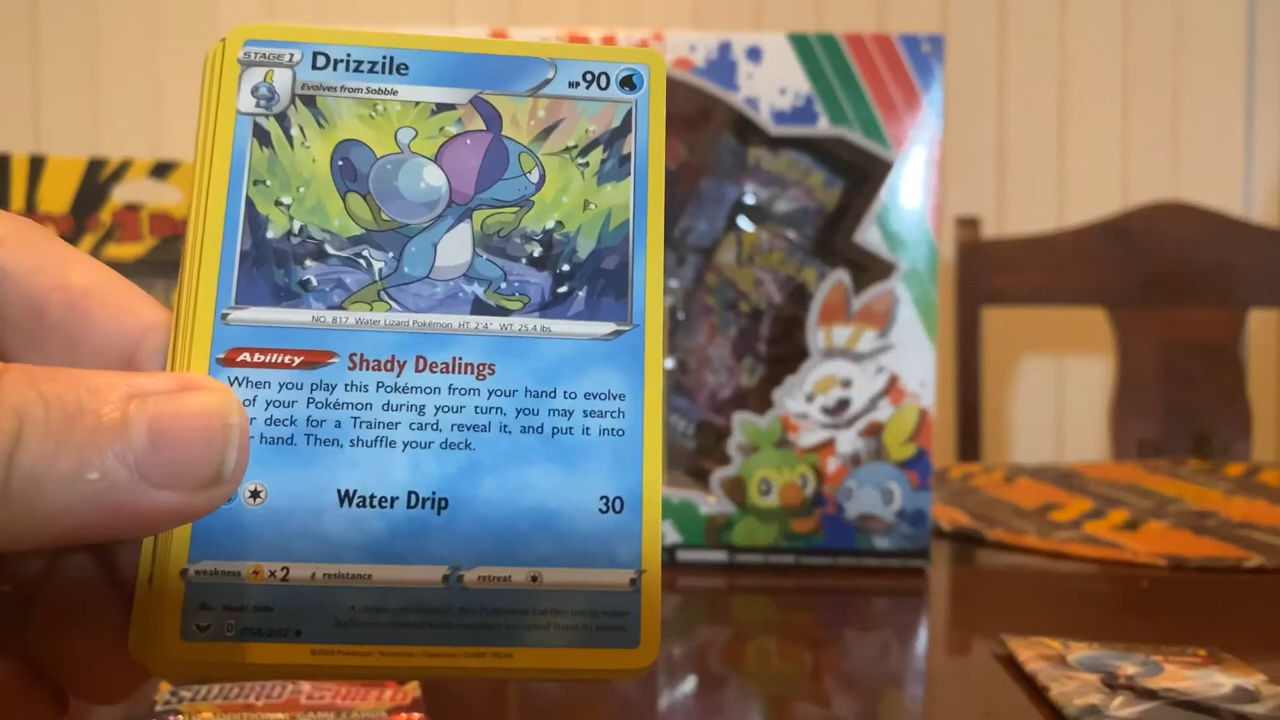 STAGE 1
Drizzile
HP 90
Evolves from Sobble
NO. 817 Water Lizard Pokémon HT: 2'4" WT: 25.4 lbs.
Ability Shady Dealings
When you play this Pokémon from your hand to evolve
of your Pokémon during your turn, you may search
r deck for a Trainer card, reveal it, and put it into
r hand. Then, shuffle your deck.
Water Drip 30
weakness ×2 resistance retreat
D
SWORD & SHIELD